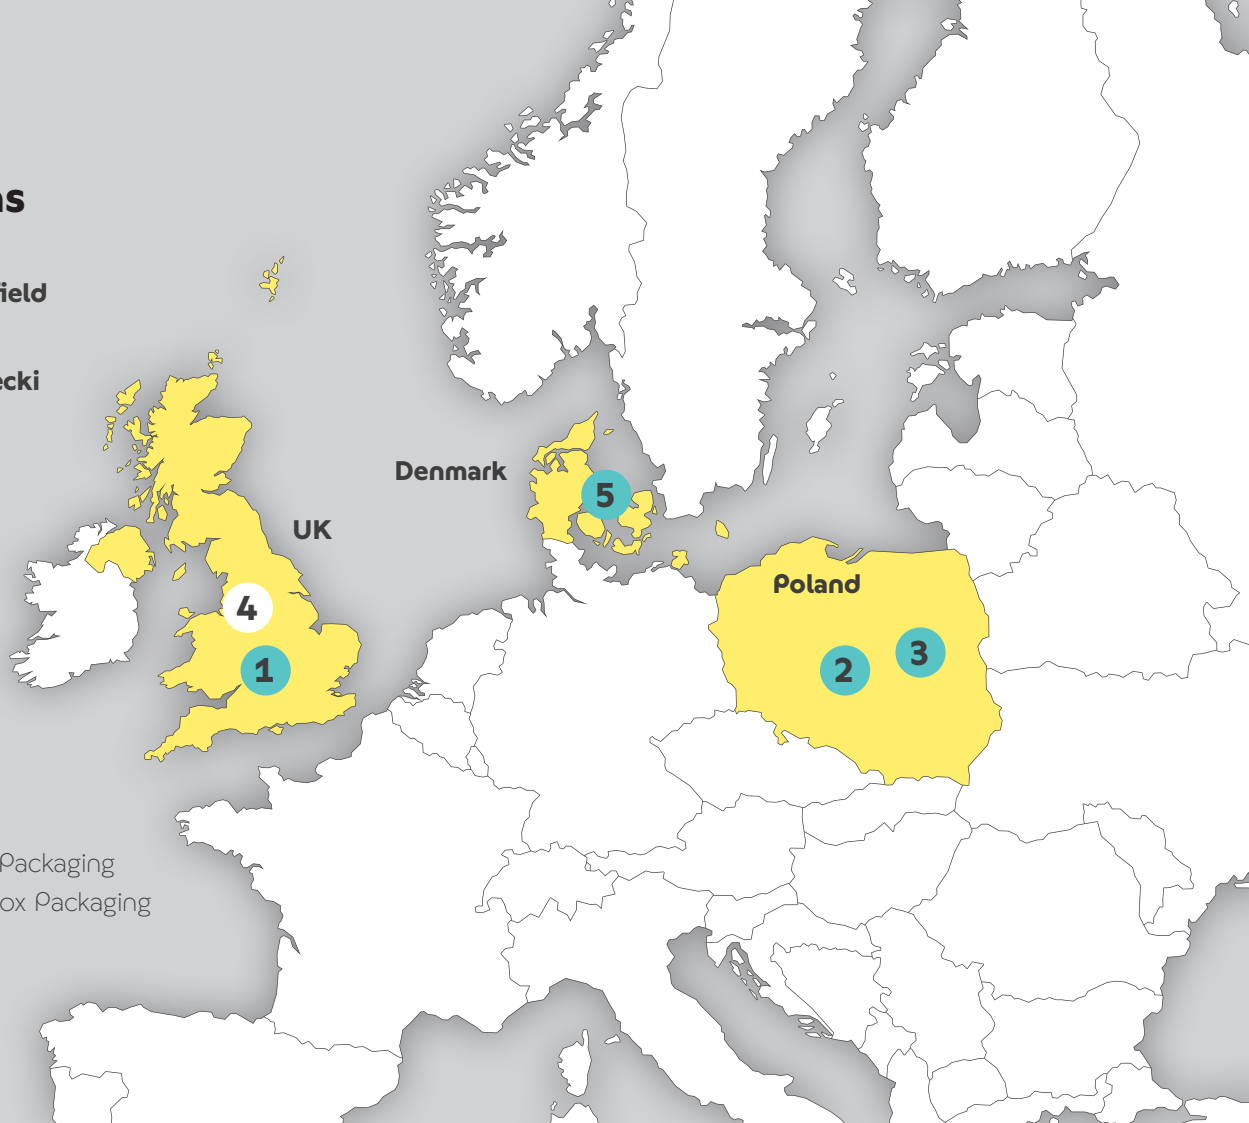 ns
field
ecki
Denmark
5
UK
Poland
4
3
1
2
Packaging
ox Packaging